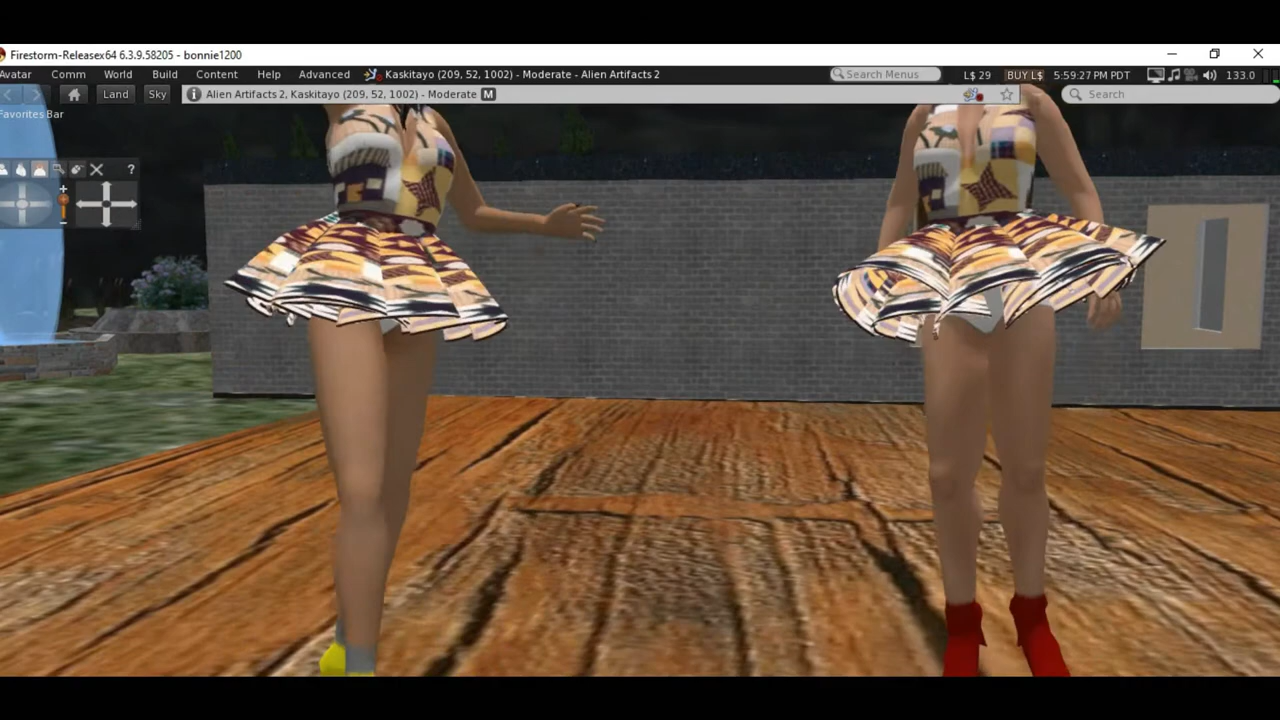 Firestorm-Releasex64 6.3.9.58205 - bonnie1200
Avatar Comm World Build Content Help Advanced Kaskitayo (209, 52, 1002) - Moderate - Alien Artifacts 2 Search Menus L$ 29 BUY L$ 5:59:27 PM PDT 133.0
Land Sky Alien Artifacts 2, Kaskitayo (209, 52, 1002) - Moderate M Search
Favorites Bar
?